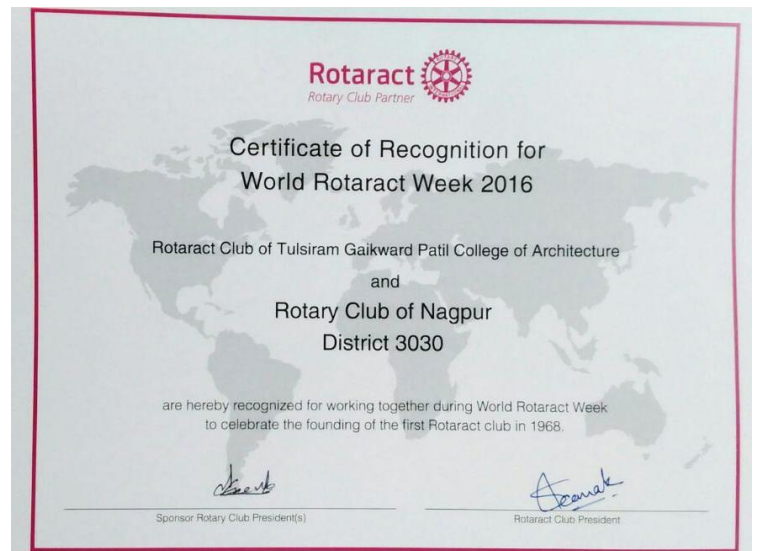 Rotaract
Rotary Club Partner
Certificate of Recognition for
World Rotaract Week 2016
Rotaract Club of Tulsiram Gaikward Patil College of Architecture
and
Rotary Club of Nagpur
District 3030
are hereby recognized for working together during World Rotaract Week
to celebrate the founding of the first Rotaract club in 1968.
Sponsor Rotary Club President(s)
Rotaract Club President